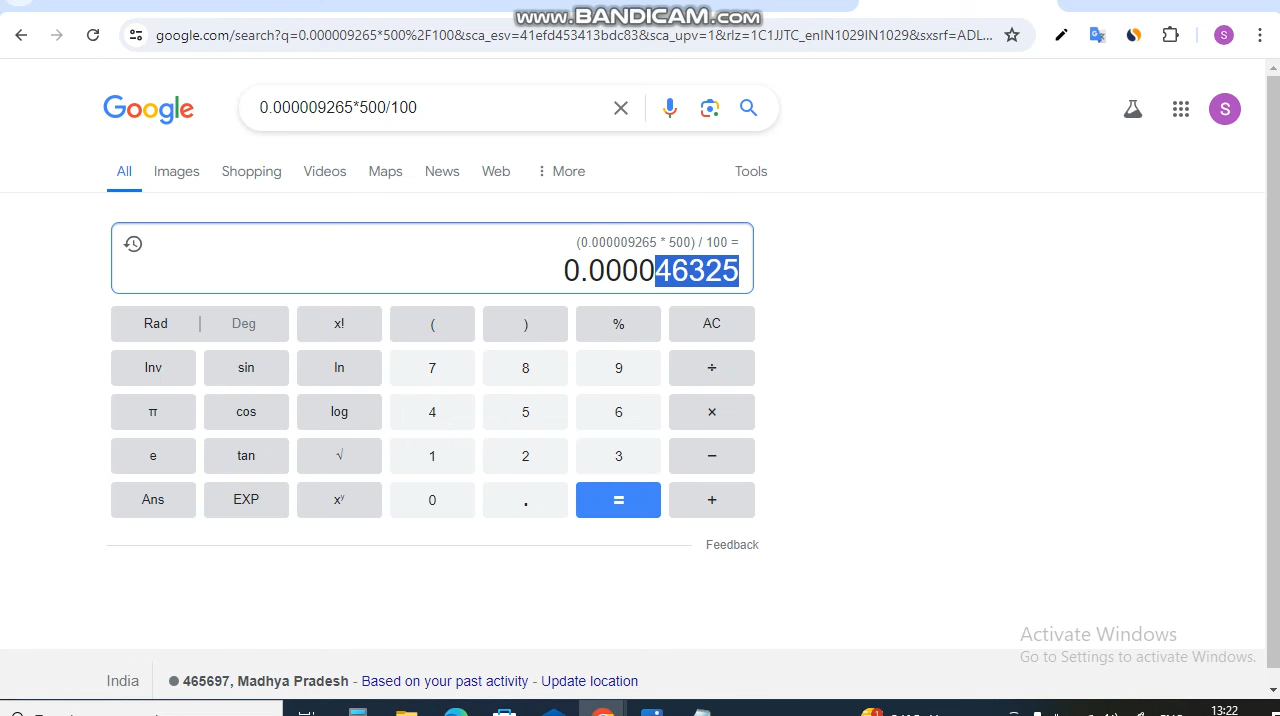 www.BANDICAM.com
google.com/search?q=0.000009265*500%2F100&sca_esv=41efd453413bdc83&sca_upv=1&rlz=1C1JJTC_enIN1029IN1029&sxsrf=ADL...
S
Google
0.000009265*500/100
S
All Images Shopping Videos Maps News Web More Tools
(0.000009265 * 500) / 100 =
0.000046325
Rad | Deg x! ( ) % AC
Inv sin ln 7 8 9 ÷
π cos log 4 5 6 ×
e tan √ 1 2 3 −
Ans EXP xʸ 0 . = +
Feedback
Activate Windows
Go to Settings to activate Windows.
India 465697, Madhya Pradesh - Based on your past activity - Update location
1
13:22